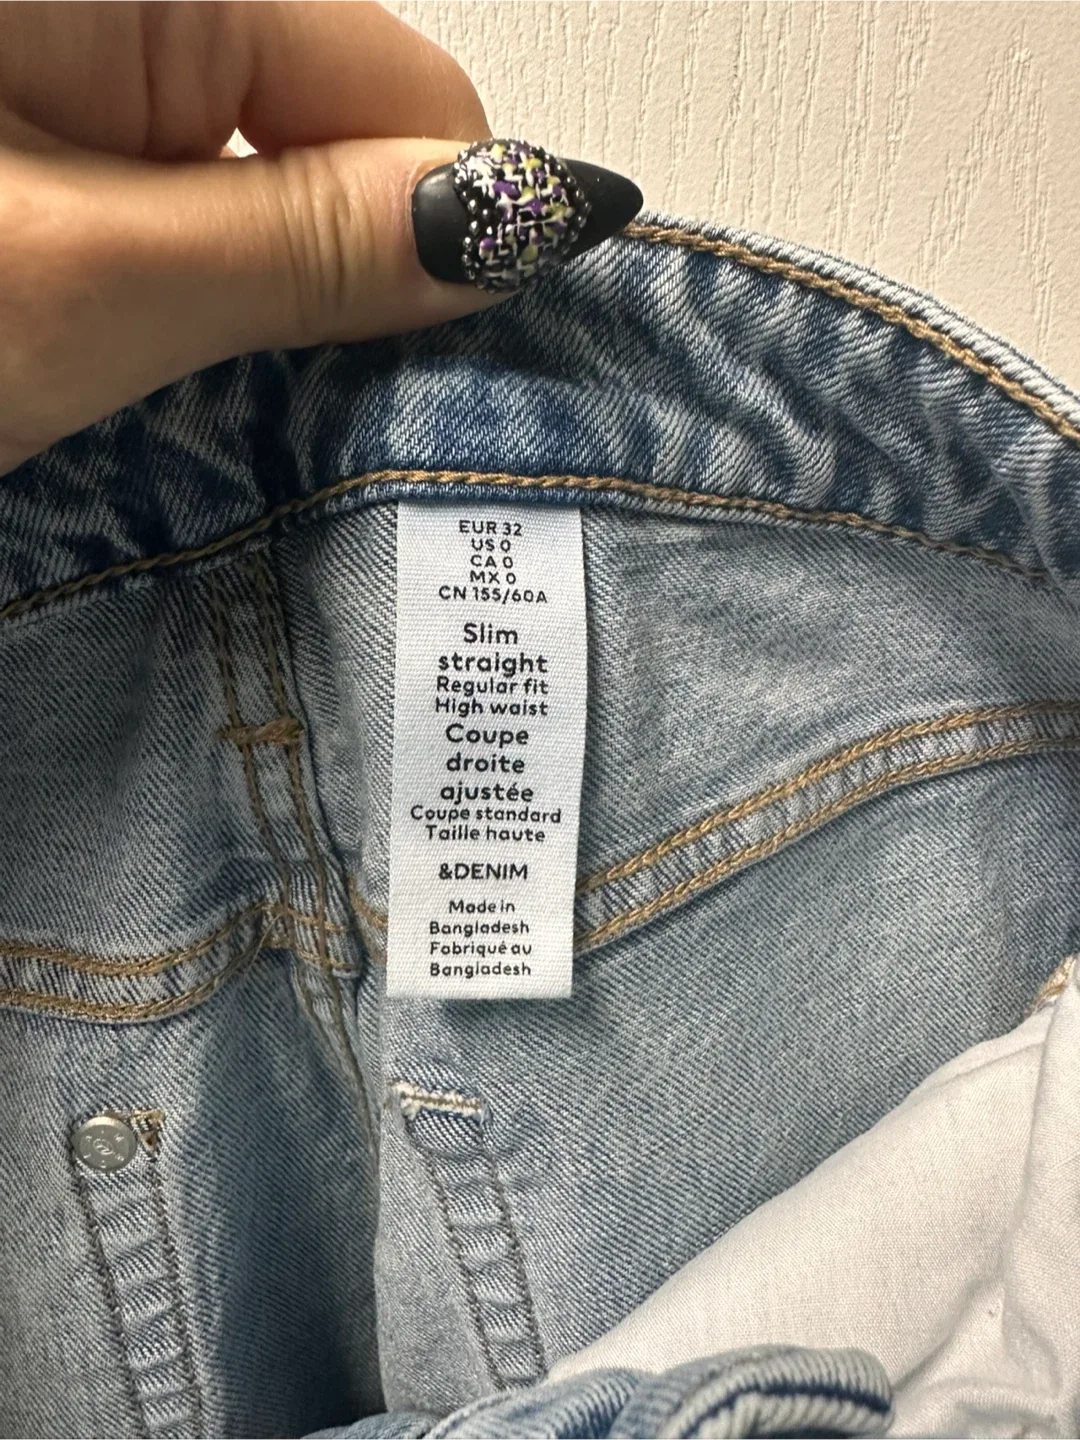 EUR 32
US 0
CA 0
MX 0
CN 155/60A
Slim
straight
Regular fit
High waist
Coupe
droite
ajustée
Coupe standard
Taille haute
&DENIM
Made in
Bangladesh
Fabriqué au
Bangladesh